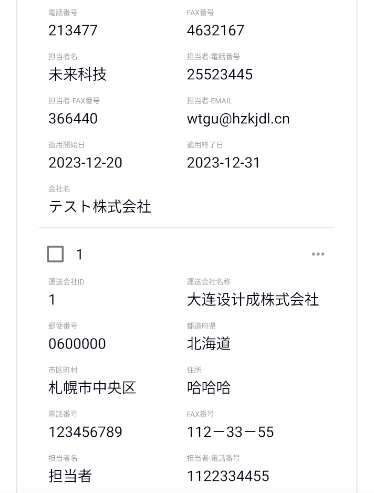 電話番号 FAX番号
213477 4632167
担当者名 担当者-電話番号
未来科技 25523445
担当者-FAX番号 担当者-EMAIL
366440 wtgu@hzkjdl.cn
適用開始日 適用終了日
2023-12-20 2023-12-31
会社名
テスト株式会社
1
運送会社ID 運送会社名称
1 大连设计成株式会社
郵便番号 都道府県
0600000 北海道
市区町村 住所
札幌市中央区 哈哈哈
電話番号 FAX番号
123456789 112－33－55
担当者名 担当者-電話番号
担当者 1122334455